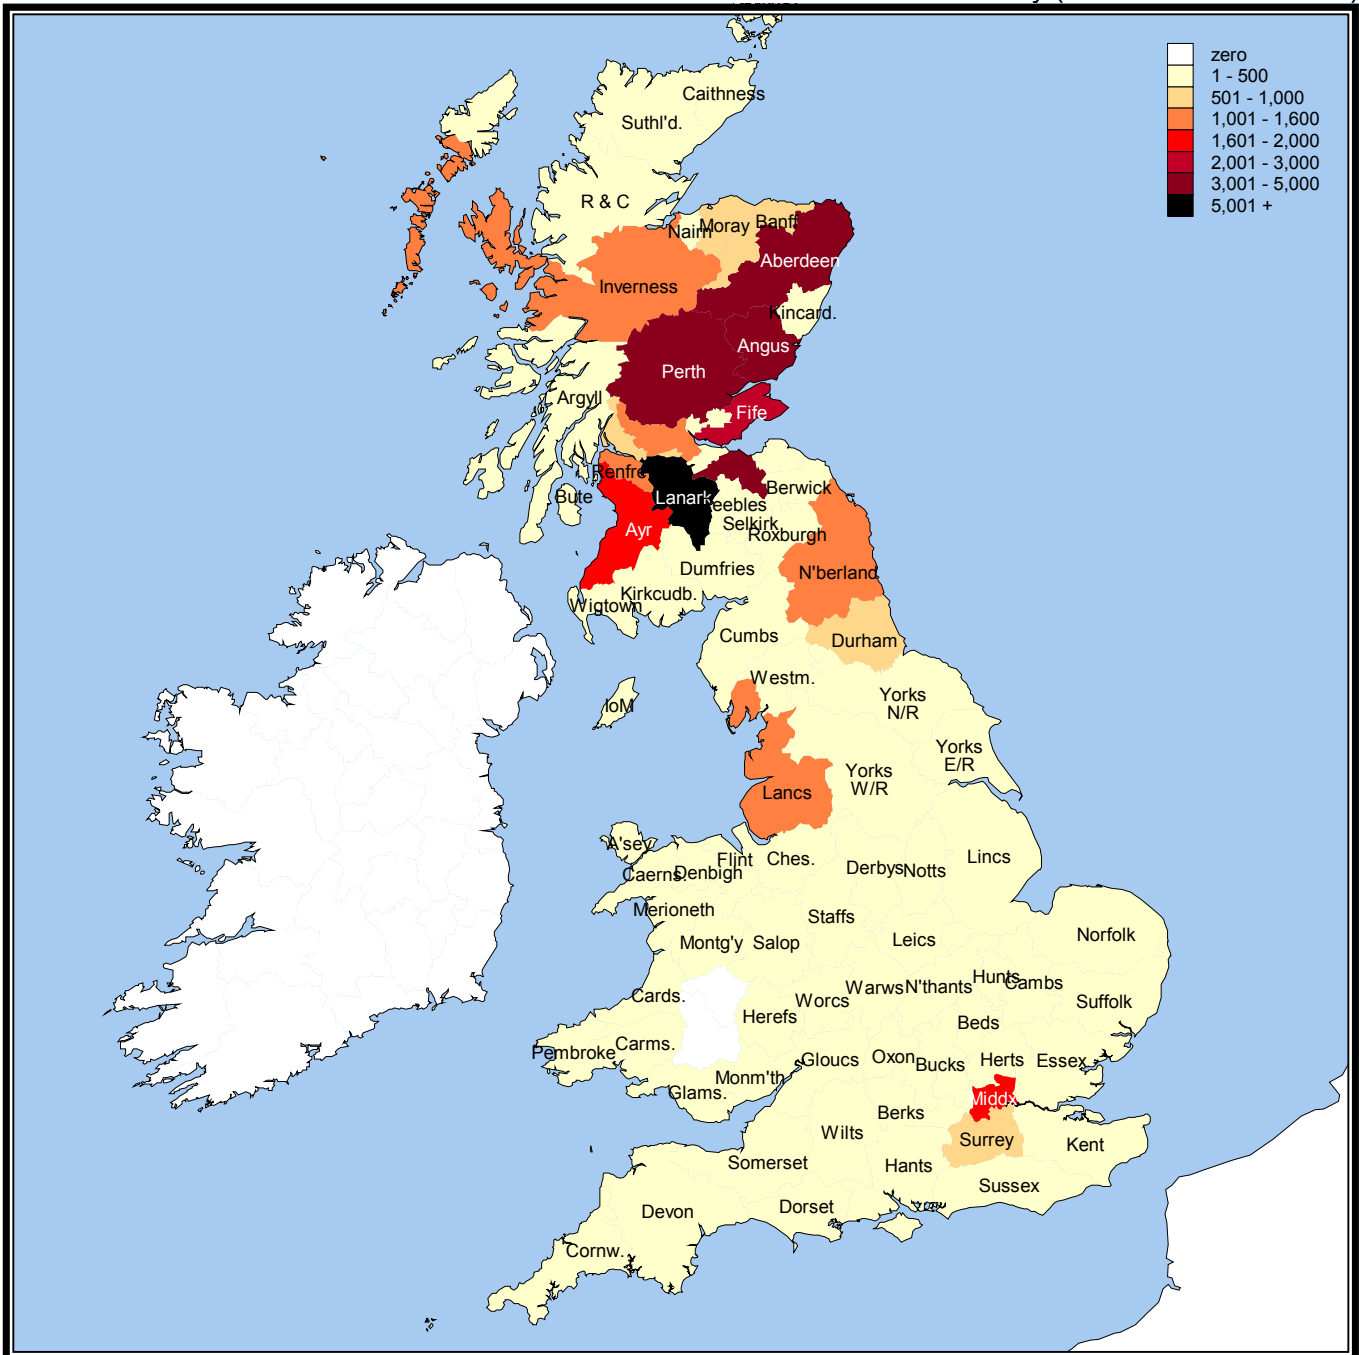 zero
1 - 500
501 - 1,000
1,001 - 1,600
1,601 - 2,000
2,001 - 3,000
3,001 - 5,000
5,001 +
Caithness
Suthl'd.
R & C
Nairn
Moray
Banff
Aberdeen
Inverness
Kincard.
Angus
Perth
Argyll
Fife
Renfre
Lanark
Berwick
Bute
eebles
Selkirk
Ayr
Roxburgh
Dumfries
N'berland
Kirkcudb.
Wigtown
Cumbs
Durham
Westm.
Yorks
N/R
IoM
Yorks
E/R
Yorks
W/R
Lancs
A'sey
Flint
Ches.
Lincs
Caerns.
Denbigh
Derbys
Notts
Merioneth
Staffs
Montg'y
Salop
Leics
Norfolk
Cards.
Worcs
Warws
N'thants
Hunts
Cambs
Suffolk
Herefs
Beds
Pembroke
Carms.
Gloucs
Oxon
Bucks
Herts
Essex
Monm'th
Glams.
Middx
Berks
Wilts
Surrey
Kent
Somerset
Hants
Sussex
Devon
Dorset
Cornw.